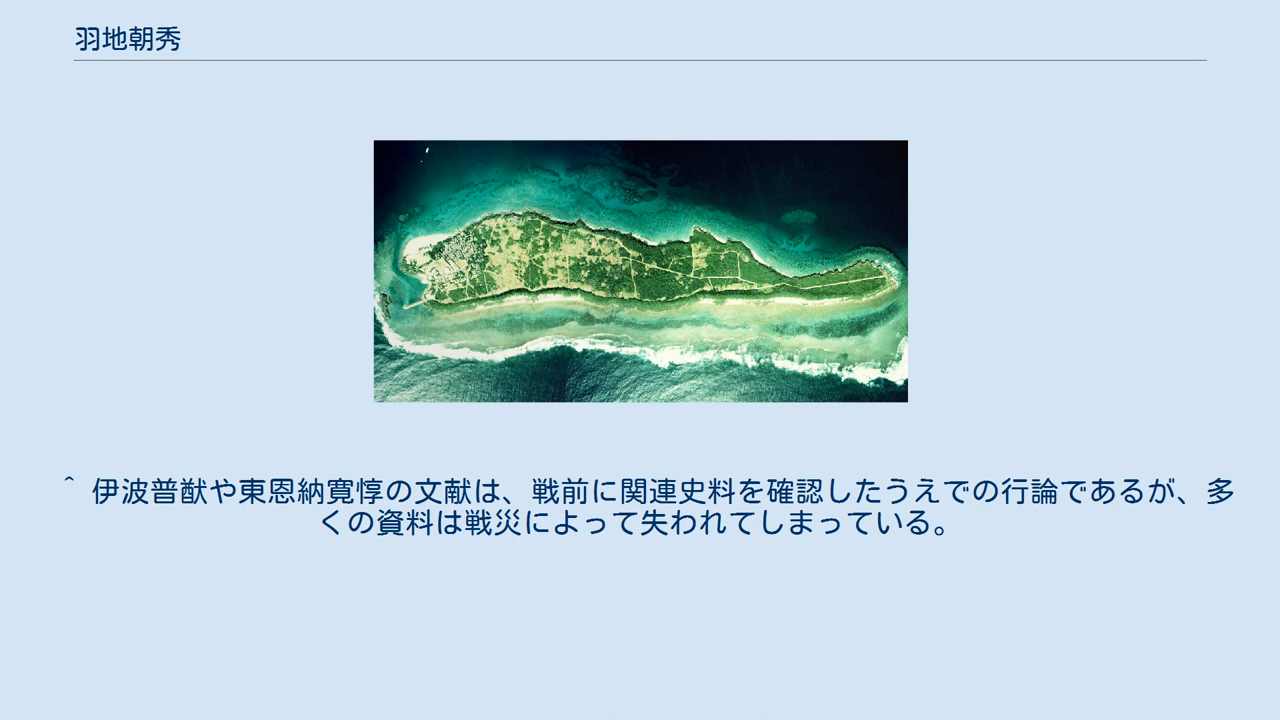 羽地朝秀
^ 伊波普猷や東恩納寛惇の文献は、戦前に関連史料を確認したうえでの行論であるが、多
くの資料は戦災によって失われてしまっている。